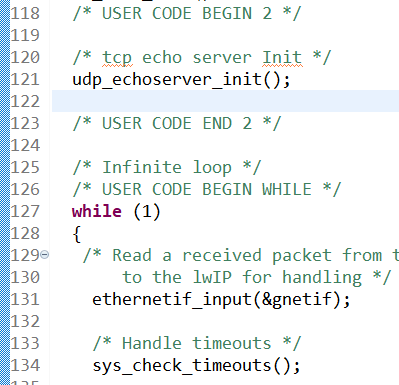 118 /* USER CODE BEGIN 2 */
119
120 /* tcp echo server Init */
121 udp_echoserver_init();
122
123 /* USER CODE END 2 */
124
125 /* Infinite loop */
126 /* USER CODE BEGIN WHILE */
127 while (1)
128 {
129 /* Read a received packet from t
130 to the lwIP for handling */
131 ethernetif_input(&gnetif);
132
133 /* Handle timeouts */
134 sys_check_timeouts();